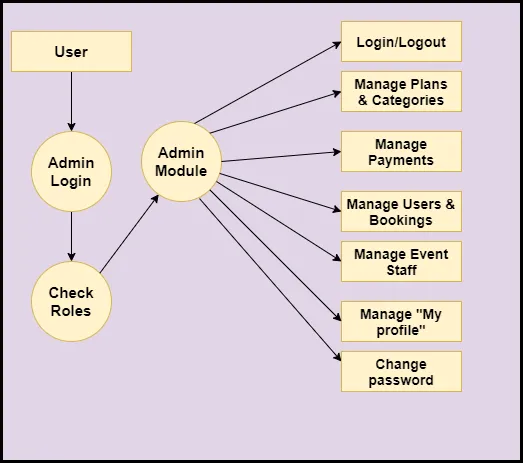 User
Admin
Login
Check
Roles
Admin
Module
Login/Logout
Manage Plans
& Categories
Manage
Payments
Manage Users &
Bookings
Manage Event
Staff
Manage "My
profile"
Change
password